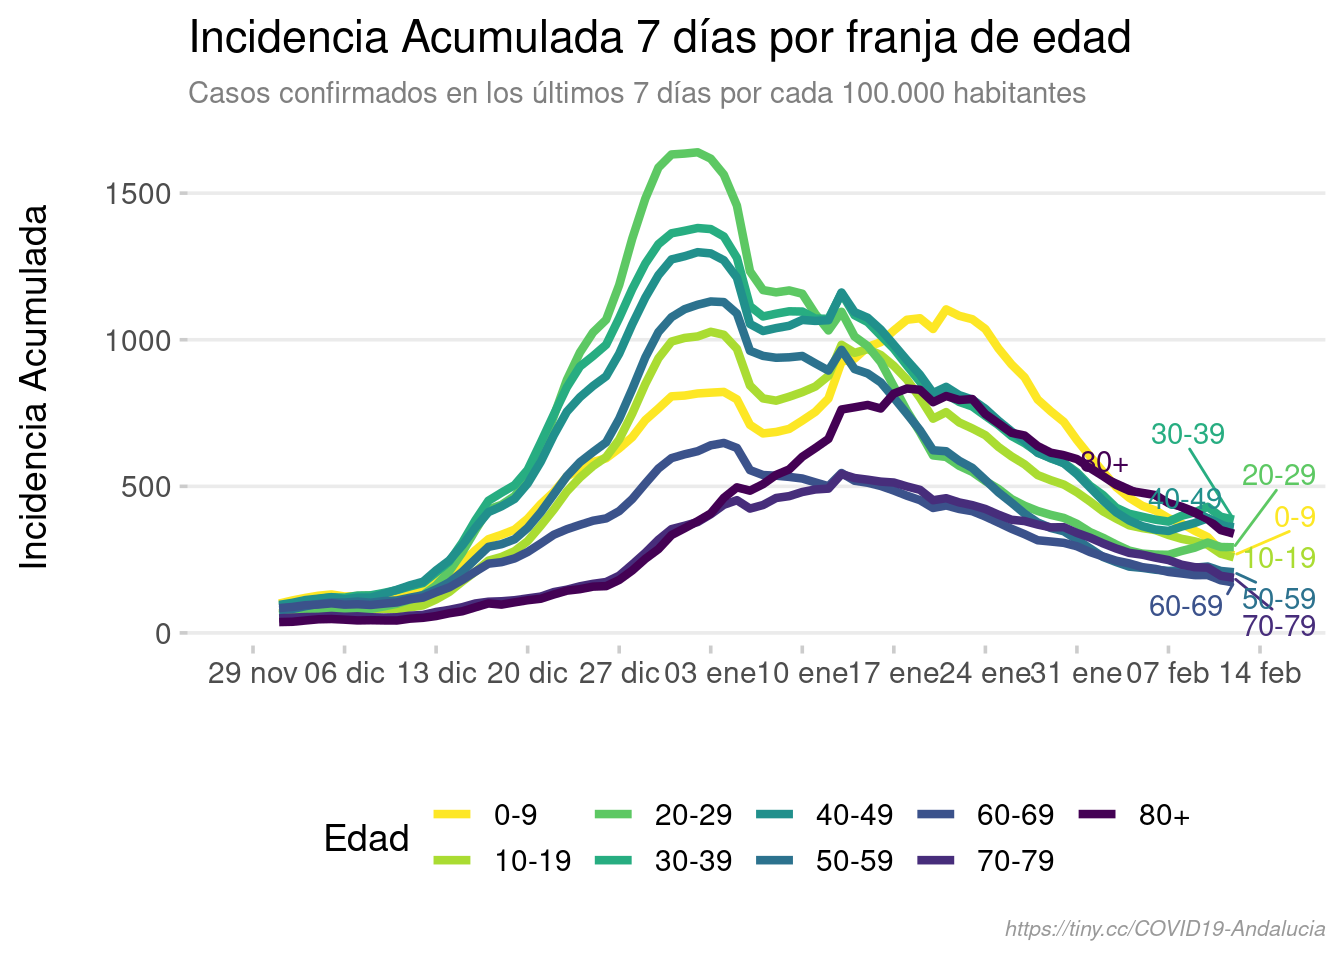 Incidencia Acumulada 7 días por franja de edad
Casos confirmados en los últimos 7 días por cada 100.000 habitantes
Incidencia Acumulada
1500
1000
500
0
30-39
80+
20-29
40-49
0-9
10-19
60-69
50-59
70-79
29 nov 06 dic 13 dic 20 dic 27 dic 03 ene 10 ene 17 ene 24 ene 31 ene 07 feb 14 feb
Edad
0-9 20-29 40-49 60-69 80+
10-19 30-39 50-59 70-79
https://tiny.cc/COVID19-Andalucia